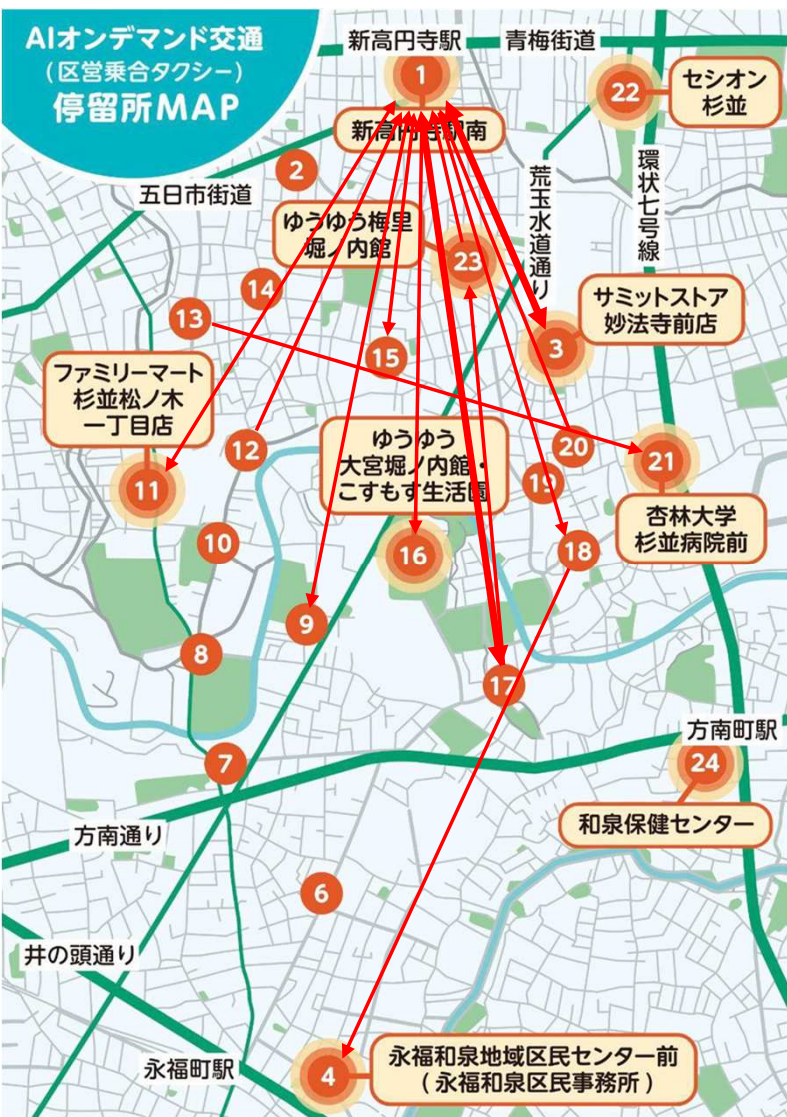 AIオンデマンド交通
(区営乗合タクシー)
停留所MAP
新高円寺駅
青梅街道
1
新高円寺駅南
22
セシオン
杉並
2
五日市街道
荒玉水道通り
環状七号線
ゆうゆう梅里
堀ノ内館
23
14
13
サミットストア
妙法寺前店
3
15
ファミリーマート
杉並松ノ木
一丁目店
11
12
ゆうゆう
大宮堀ノ内館・
こすもす生活園
16
20
19
21
杏林大学
杉並病院前
10
18
9
8
17
7
方南町駅
24
和泉保健センター
方南通り
6
井の頭通り
永福町駅
4
永福和泉地域区民センター前
(永福和泉区民事務所)